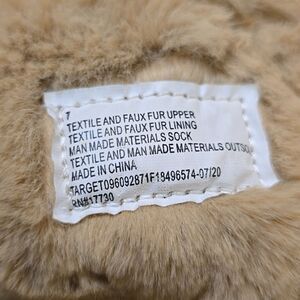 7
TEXTILE AND FAUX FUR UPPER
TEXTILE AND FAUX FUR LINING
MAN MADE MATERIALS SOCK
TEXTILE AND MAN MADE MATERIALS OUTSO
MADE IN CHINA
TARGET096092871F18496574-07/20
RN#17730